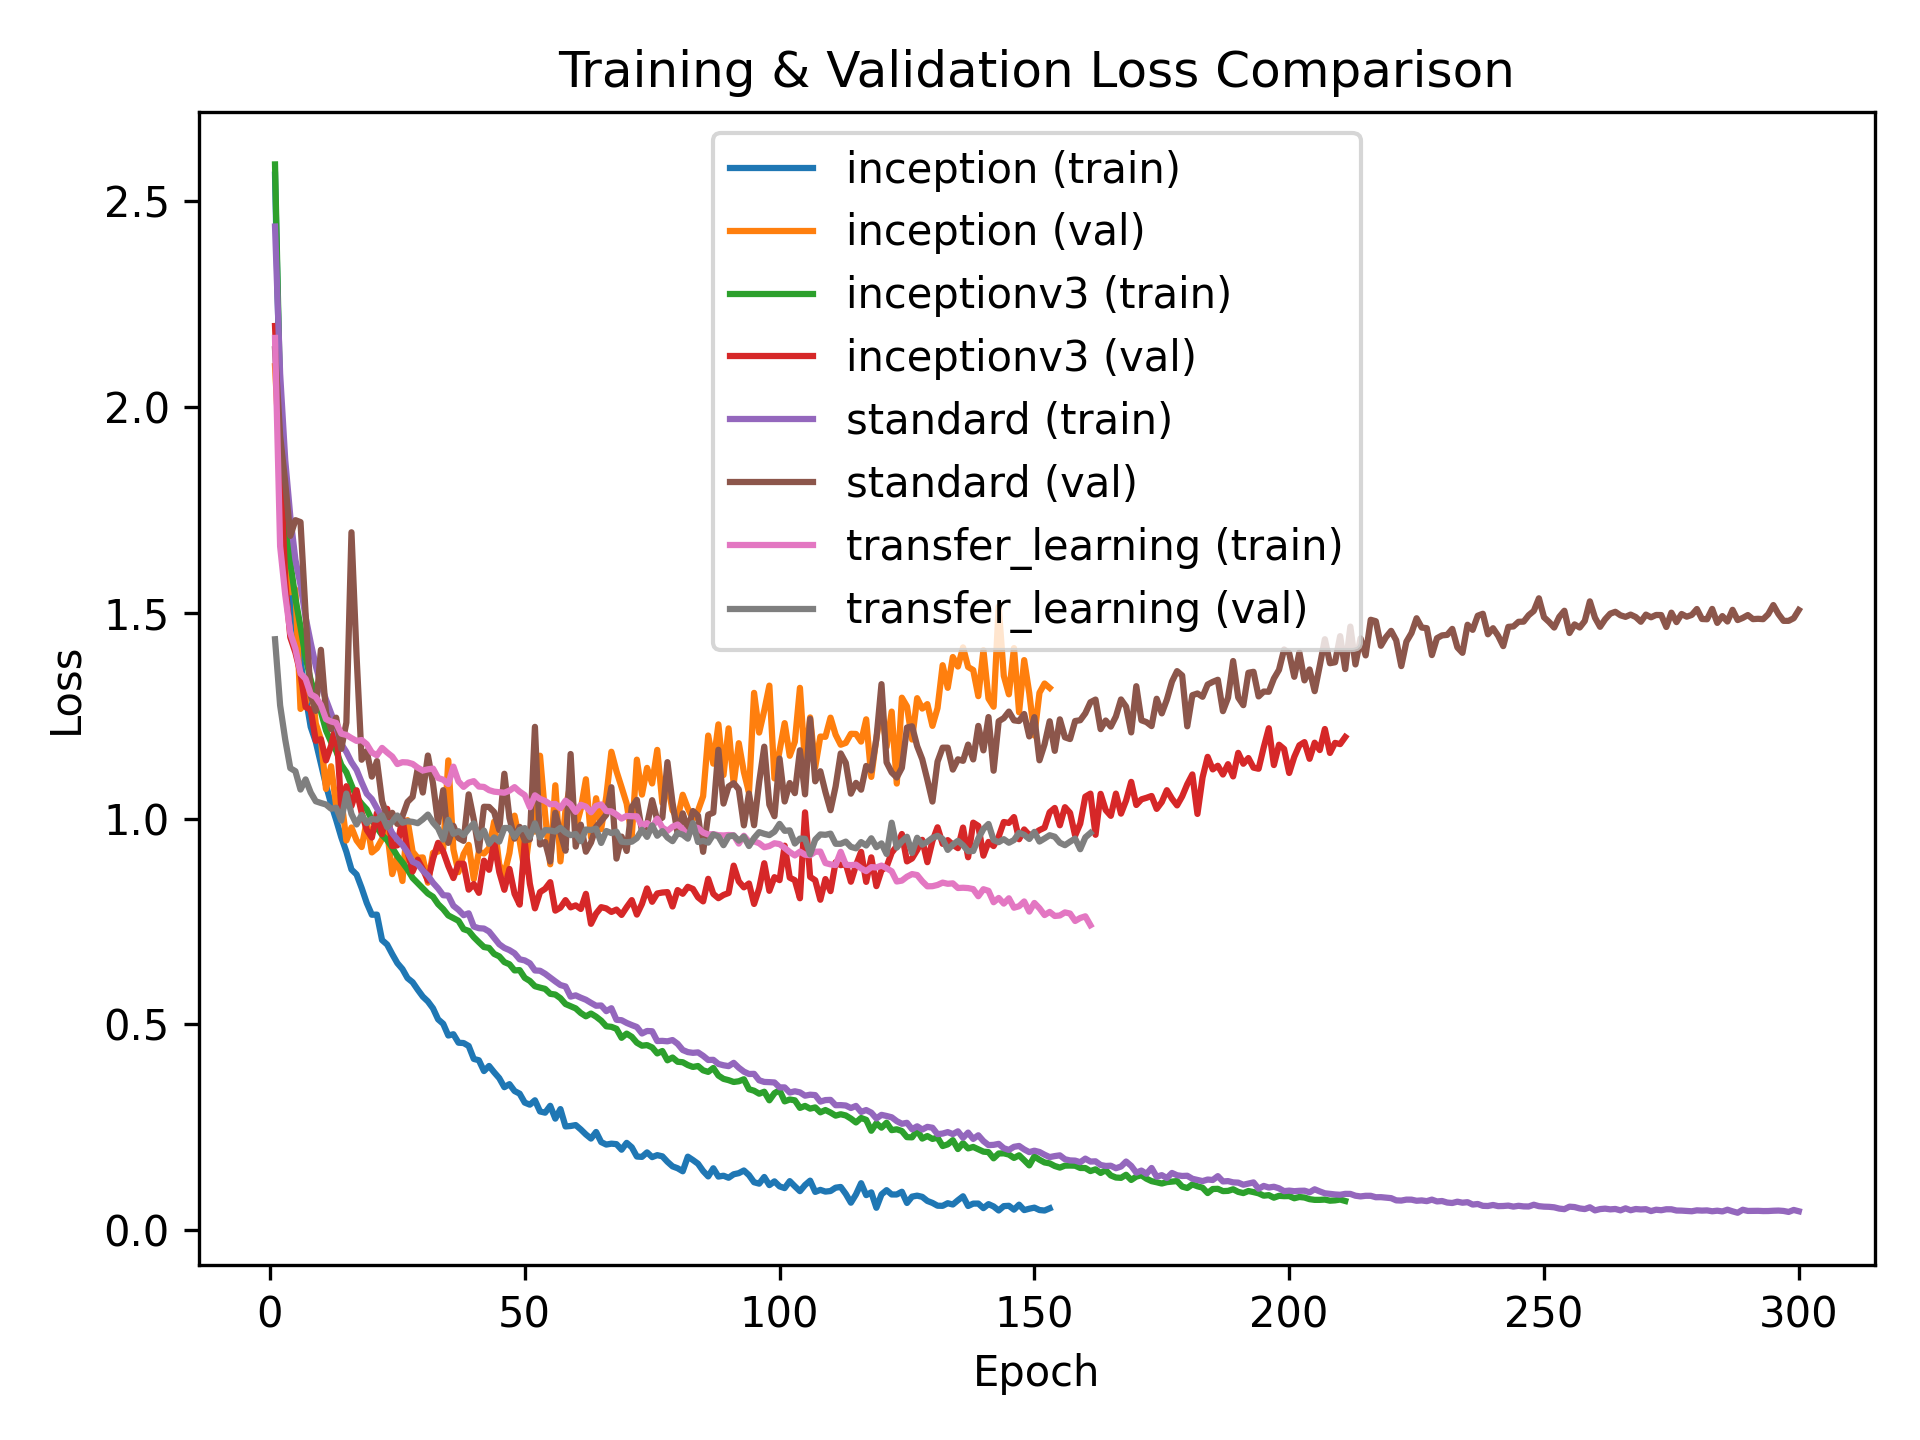 Training & Validation Loss Comparison
inception (train)
inception (val)
inceptionv3 (train)
inceptionv3 (val)
standard (train)
standard (val)
transfer_learning (train)
transfer_learning (val)
Loss
2.5
2.0
1.5
1.0
0.5
0.0
0 50 100 150 200 250 300
Epoch